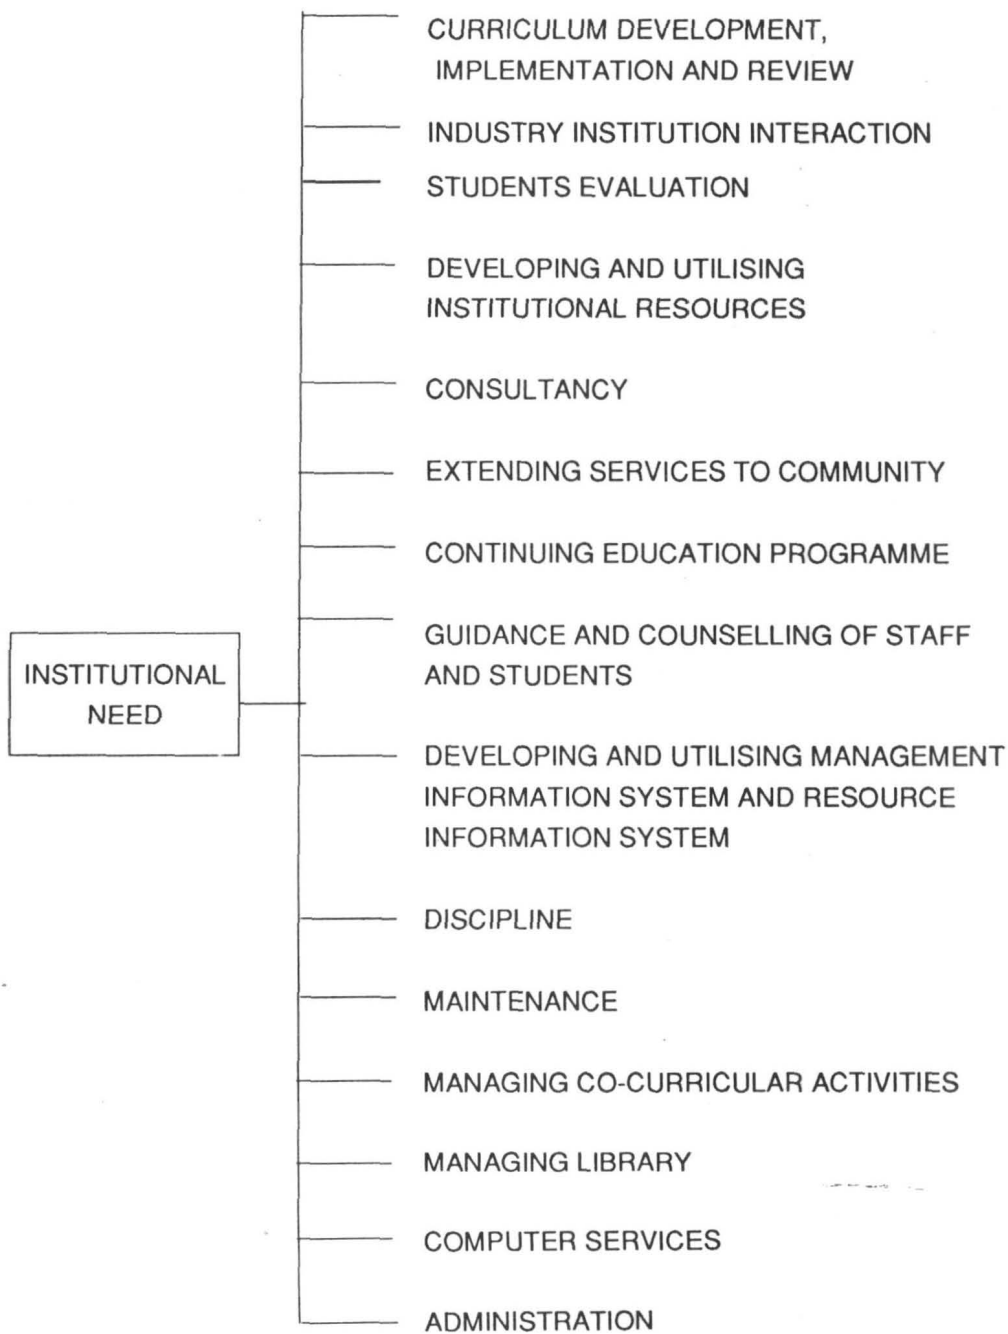 CURRICULUM DEVELOPMENT,
IMPLEMENTATION AND REVIEW
INDUSTRY INSTITUTION INTERACTION
STUDENTS EVALUATION
DEVELOPING AND UTILISING
INSTITUTIONAL RESOURCES
CONSULTANCY
EXTENDING SERVICES TO COMMUNITY
CONTINUING EDUCATION PROGRAMME
GUIDANCE AND COUNSELLING OF STAFF
AND STUDENTS
INSTITUTIONAL
NEED
DEVELOPING AND UTILISING MANAGEMENT
INFORMATION SYSTEM AND RESOURCE
INFORMATION SYSTEM
DISCIPLINE
MAINTENANCE
MANAGING CO-CURRICULAR ACTIVITIES
MANAGING LIBRARY
COMPUTER SERVICES
ADMINISTRATION